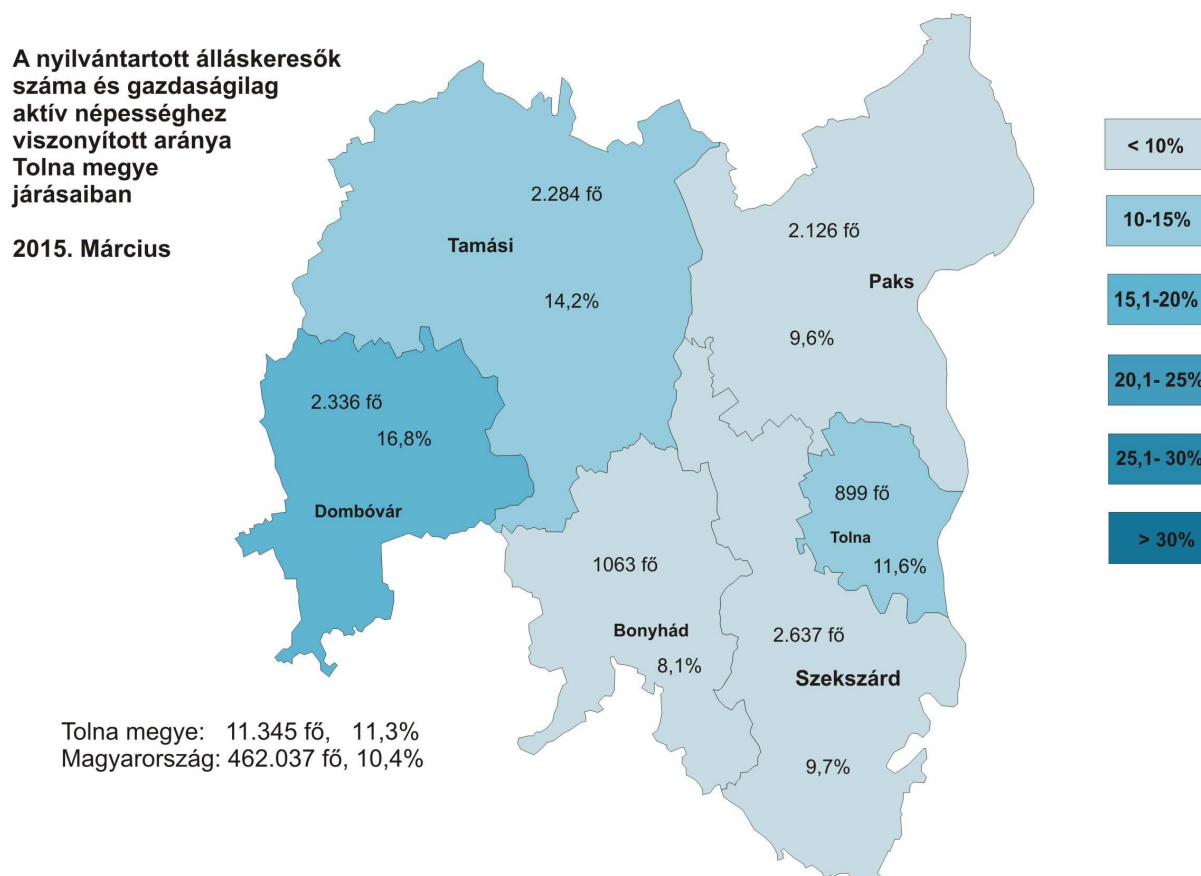 A nyilvántartott álláskeresők
száma és gazdaságilag
aktív népességhez
viszonyított aránya
Tolna megye
járásaiban
2015. Március
2.284 fő
Tamási
14,2%
2.126 fő
Paks
9,6%
2.336 fő
16,8%
Dombóvár
899 fő
Tolna
11,6%
1063 fő
Bonyhád
8,1%
2.637 fő
Szekszárd
9,7%
Tolna megye: 11.345 fő, 11,3%
Magyarország: 462.037 fő, 10,4%
< 10%
10-15%
15,1-20%
20,1- 25%
25,1- 30%
> 30%